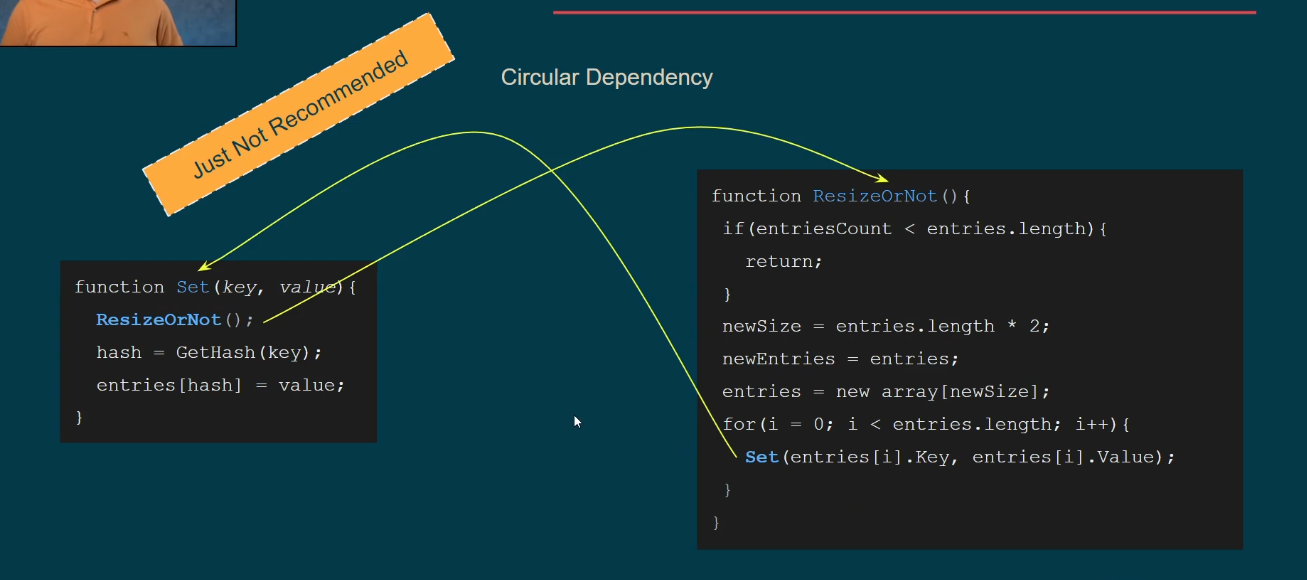 Just Not Recommended
Circular Dependency
function Set(key, value){
ResizeOrNot();
hash = GetHash(key);
entries[hash] = value;
}
function ResizeOrNot(){
if(entriesCount < entries.length){
return;
}
newSize = entries.length * 2;
newEntries = entries;
entries = new array[newSize];
for(i = 0; i < entries.length; i++){
Set(entries[i].Key, entries[i].Value);
}
}